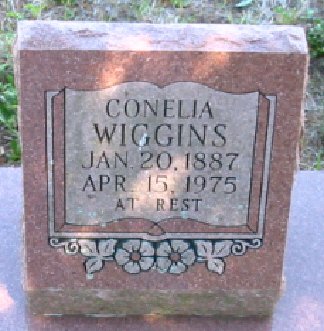 CONELIA
WIGGINS
JAN. 20, 1887
APR. 15, 1975
AT REST